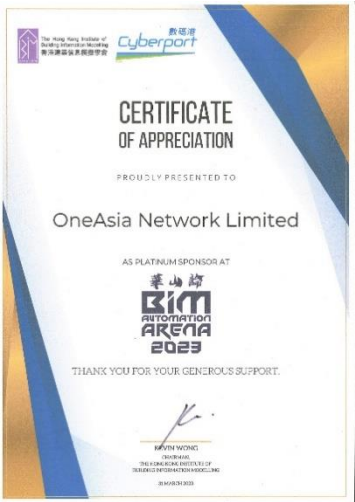 The Hong Kong Institute of
Building Information Modelling
香港建築信息模擬學會
數碼港
Cyberport
CERTIFICATE
OF APPRECIATION
PROUDLY PRESENTED TO
OneAsia Network Limited
AS PLATINUM SPONSOR AT
華山論
BIM
AUTOMATION
ARENA
2023
THANK YOU FOR YOUR GENEROUS SUPPORT.
KEVIN WONG
CHAIRMAN,
THE HONG KONG INSTITUTE OF
BUILDING INFORMATION MODELLING
31 MARCH 2023